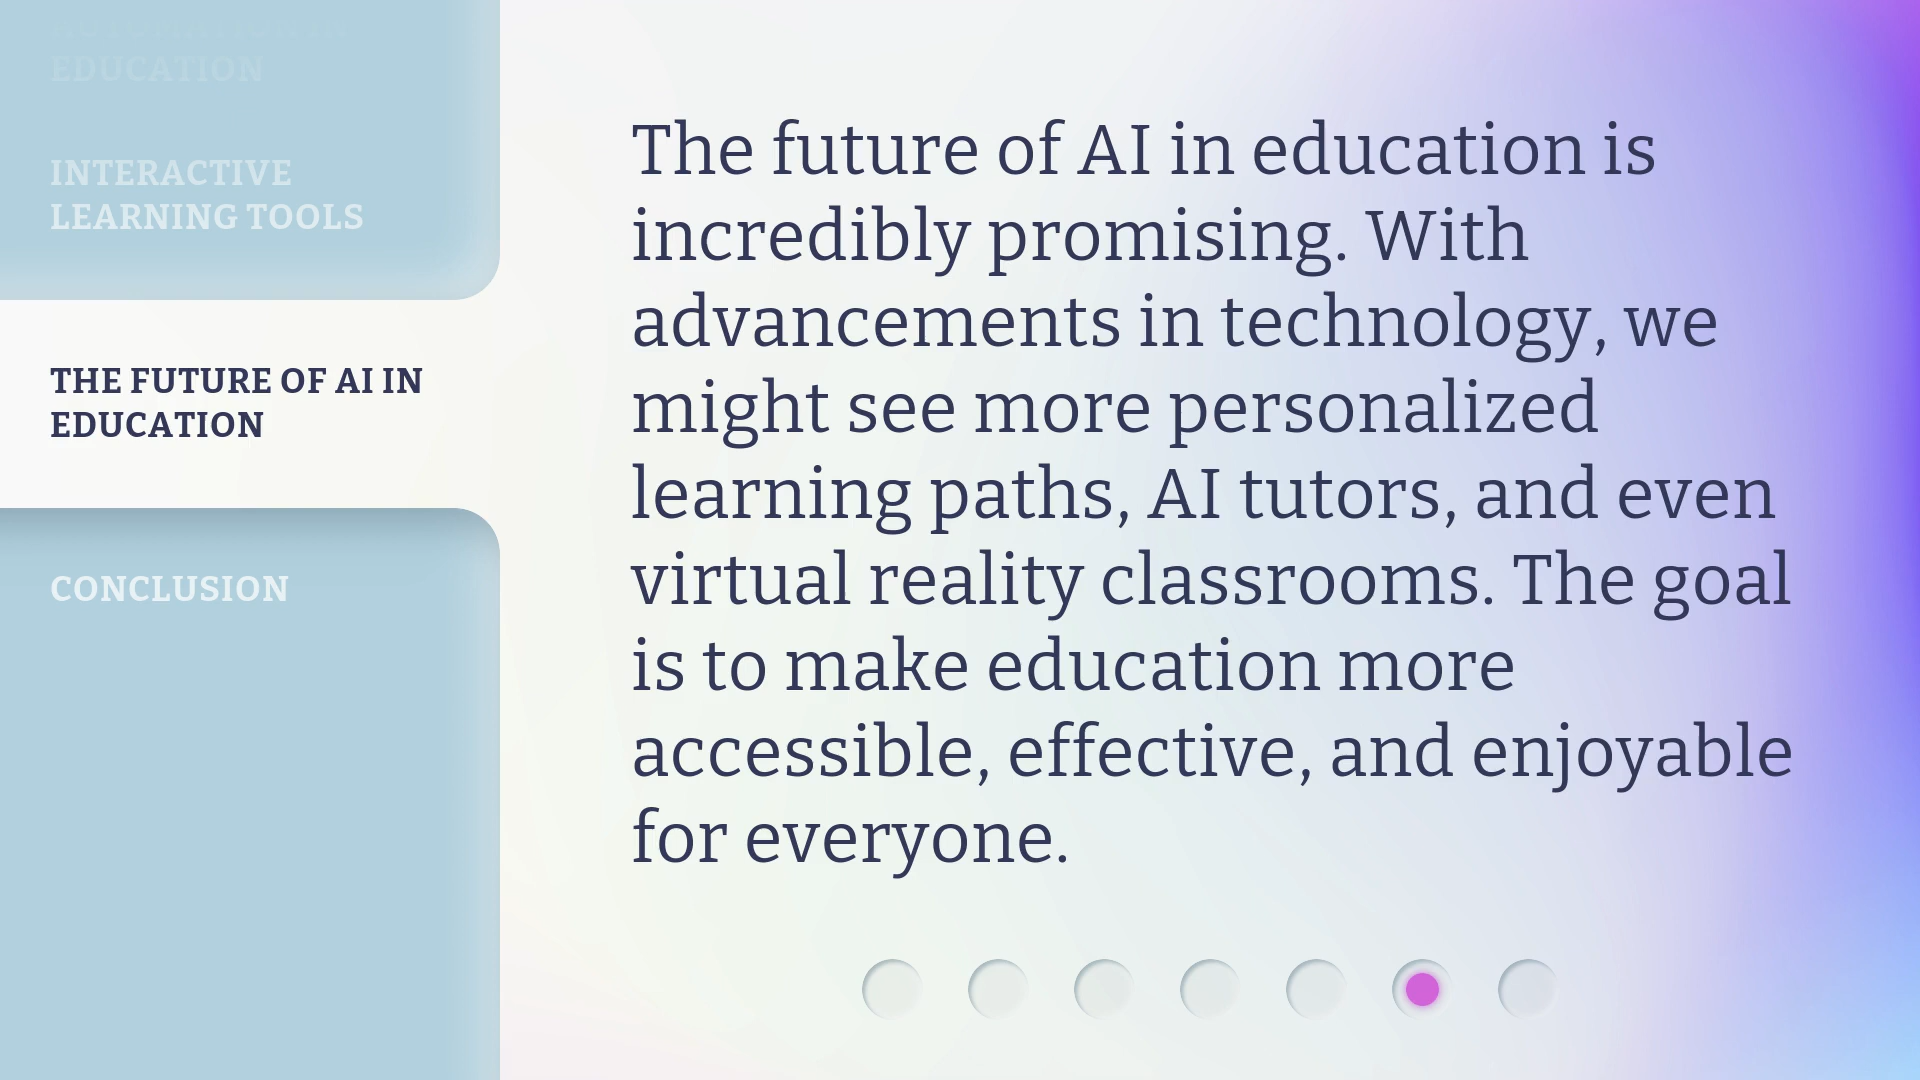 EDUCATION
INTERACTIVE
LEARNING TOOLS
THE FUTURE OF AI IN
EDUCATION
CONCLUSION
The future of AI in education is
incredibly promising. With
advancements in technology, we
might see more personalized
learning paths, AI tutors, and even
virtual reality classrooms. The goal
is to make education more
accessible, effective, and enjoyable
for everyone.